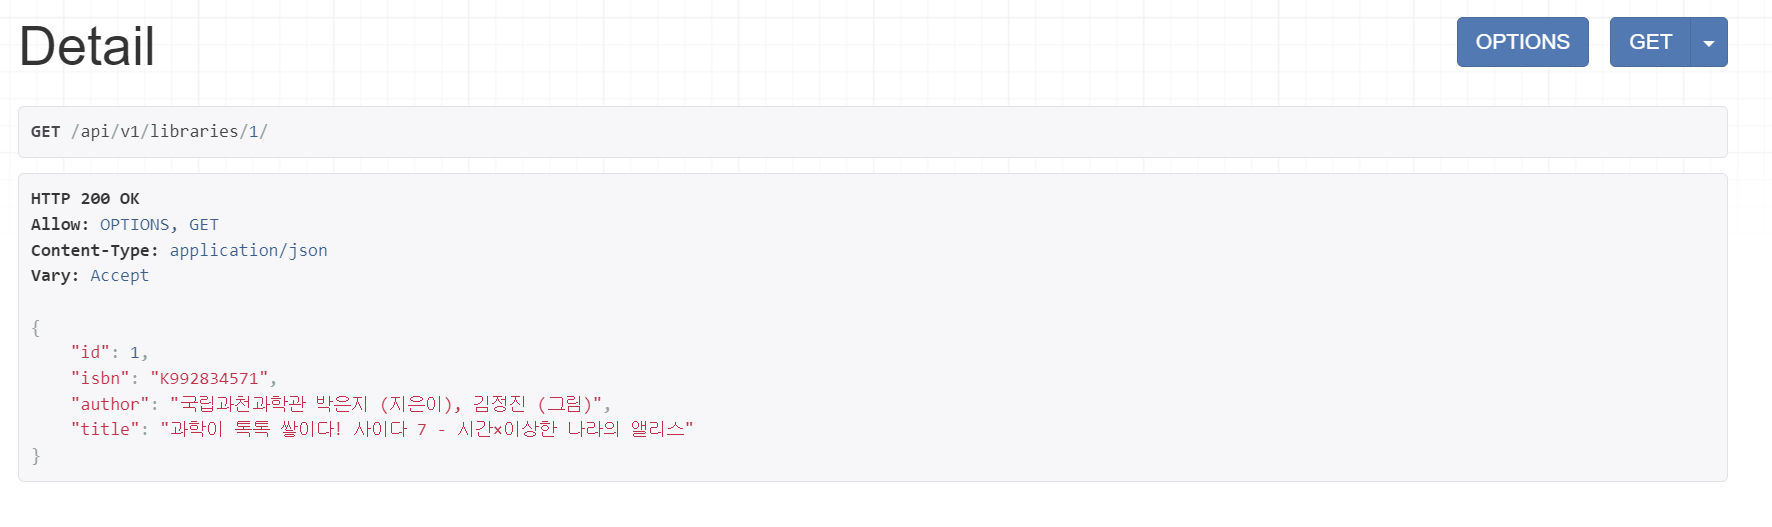 Detail
OPTIONS
GET
GET /api/v1/libraries/1/
HTTP 200 OK
Allow: OPTIONS, GET
Content-Type: application/json
Vary: Accept
{
    "id": 1,
    "isbn": "K992834571",
    "author": "국립과천과학관 박은지 (지은이), 김정진 (그림)",
    "title": "과학이 톡톡 쌓이다! 사이다 7 - 시간×이상한 나라의 앨리스"
}